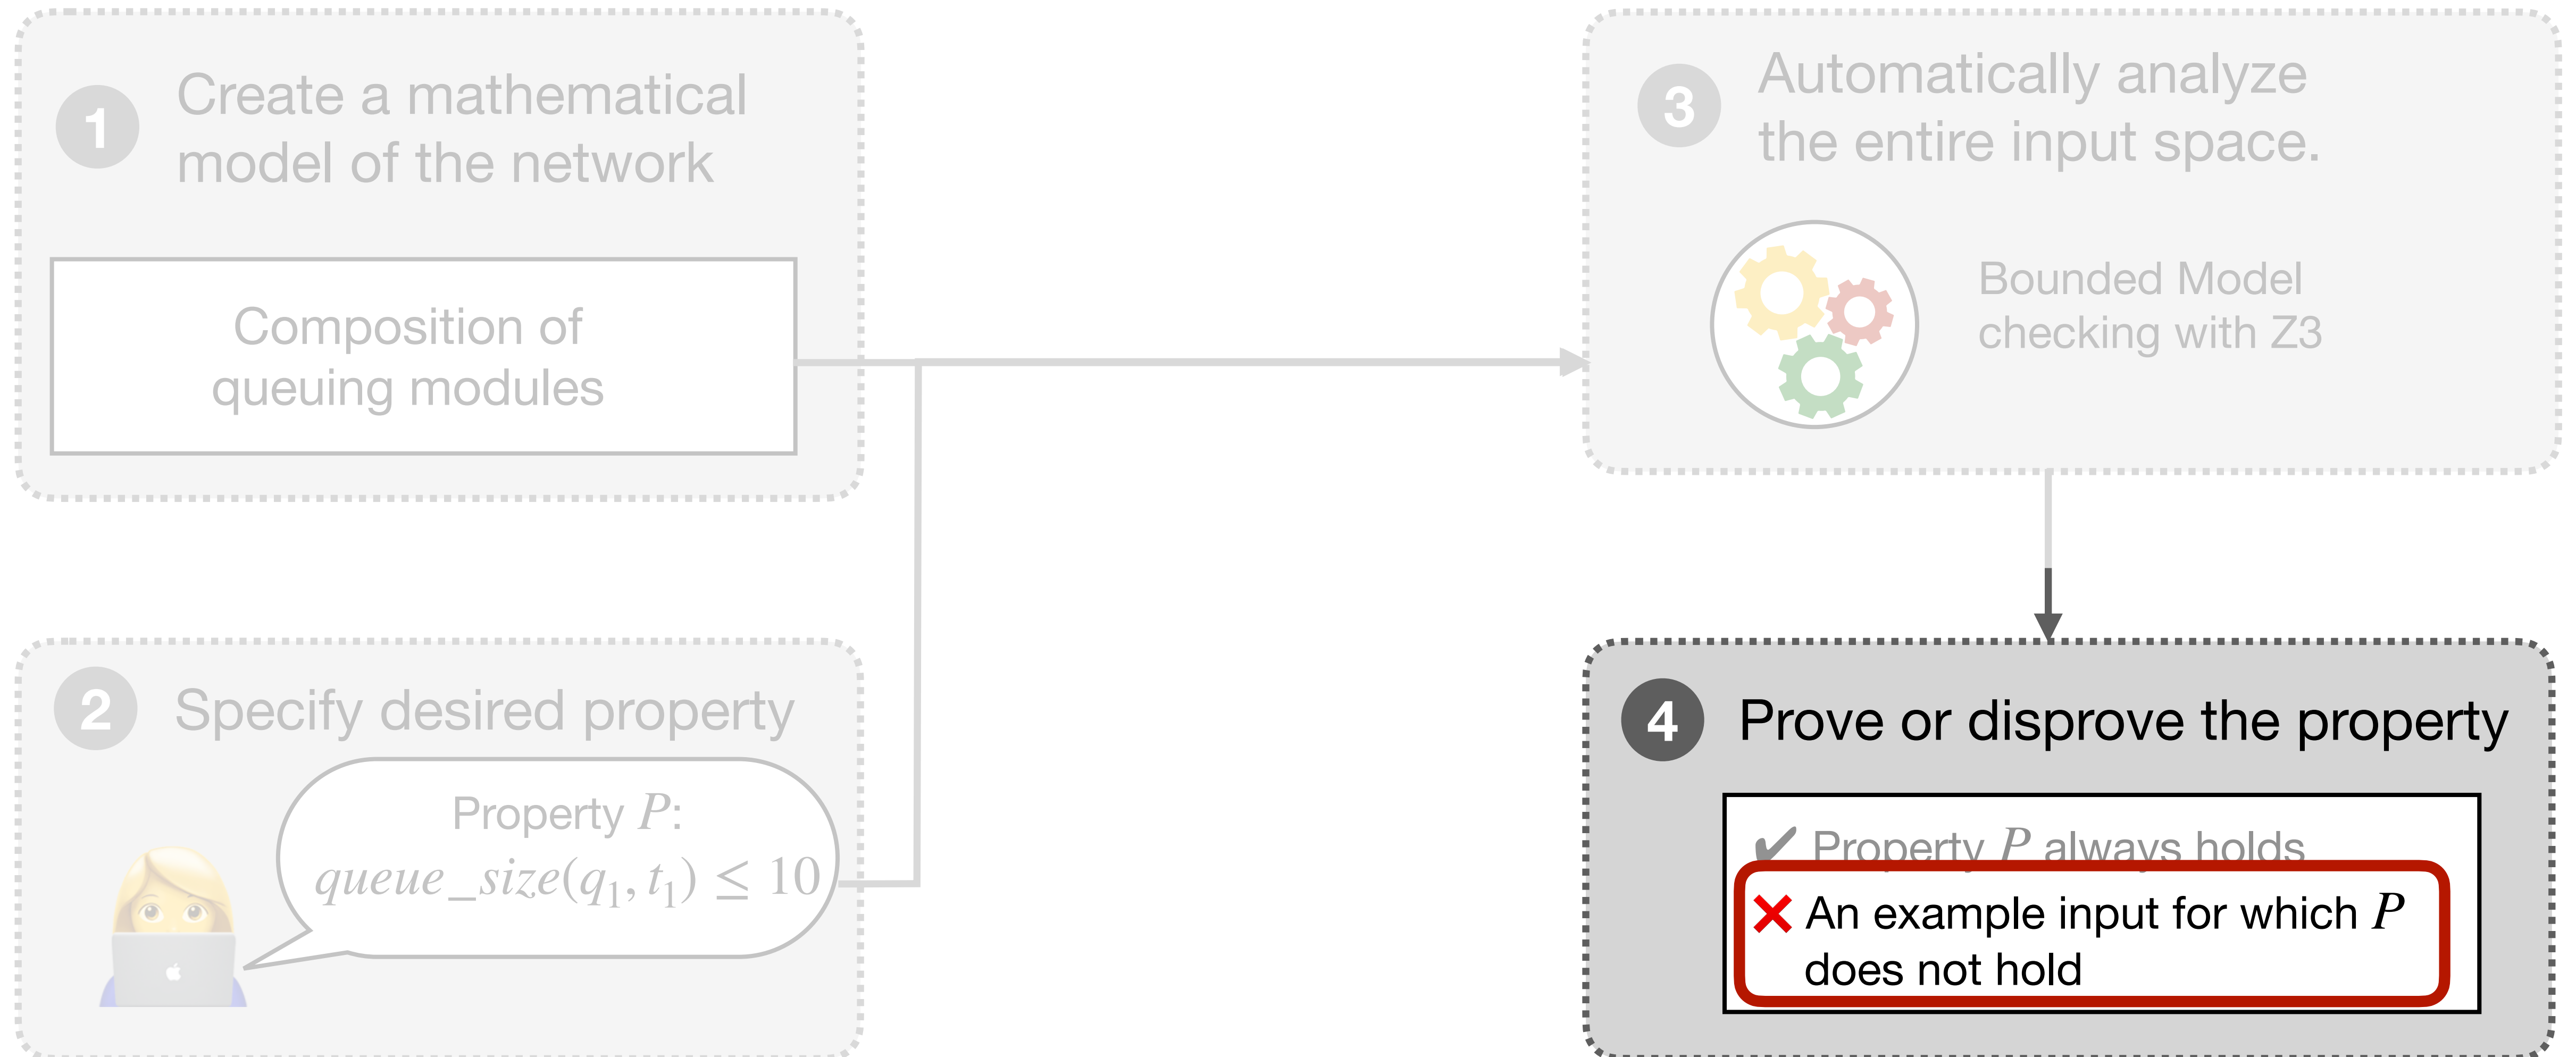 1
Create a mathematical
model of the network
Composition of
queuing modules
2
Specify desired property
Property P:
queue_size(q₁, t₁) ≤ 10
3
Automatically analyze
the entire input space.
Bounded Model
checking with Z3
4
Prove or disprove the property
✔ Property P always holds
❌ An example input for which P
does not hold